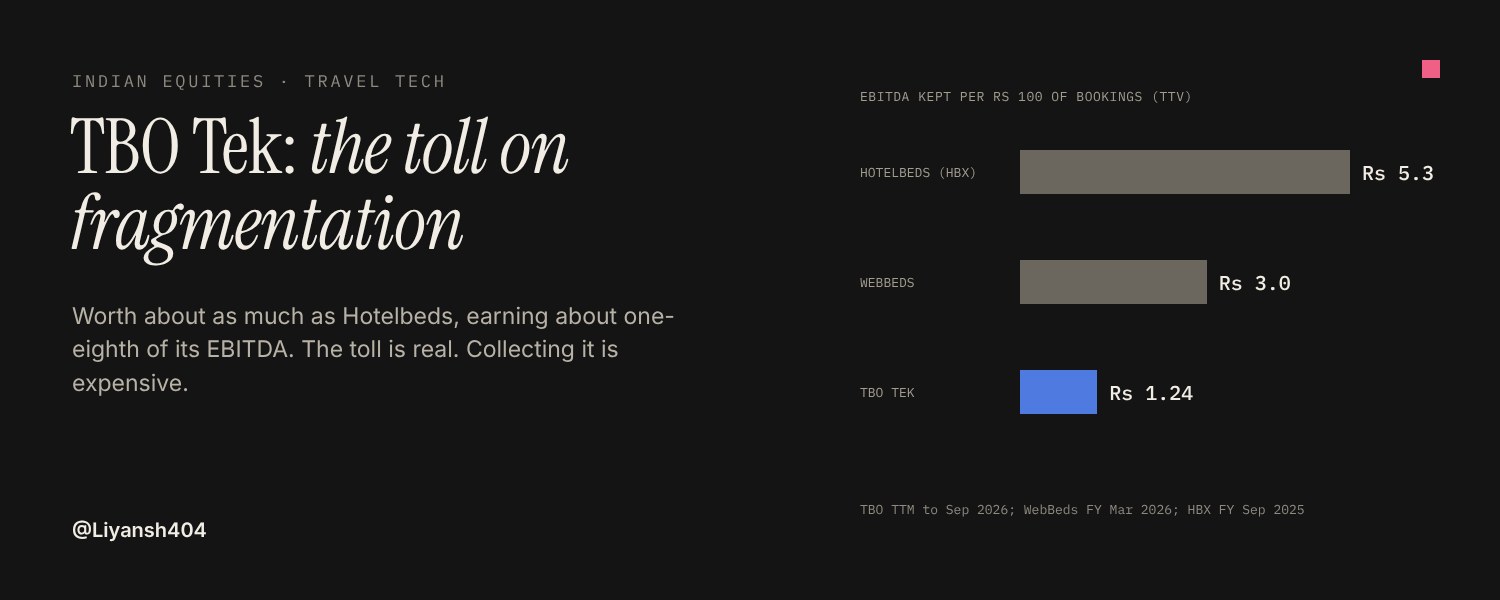 INDIAN EQUITIES · TRAVEL TECH
TBO Tek: the toll on
fragmentation
Worth about as much as Hotelbeds, earning about one-
eighth of its EBITDA. The toll is real. Collecting it is
expensive.
@Liyansh404
EBITDA KEPT PER RS 100 OF BOOKINGS (TTV)
HOTELBEDS (HBX) Rs 5.3
WEBBEDS Rs 3.0
TBO TEK Rs 1.24
TBO TTM to Sep 2026; WebBeds FY Mar 2026; HBX FY Sep 2025